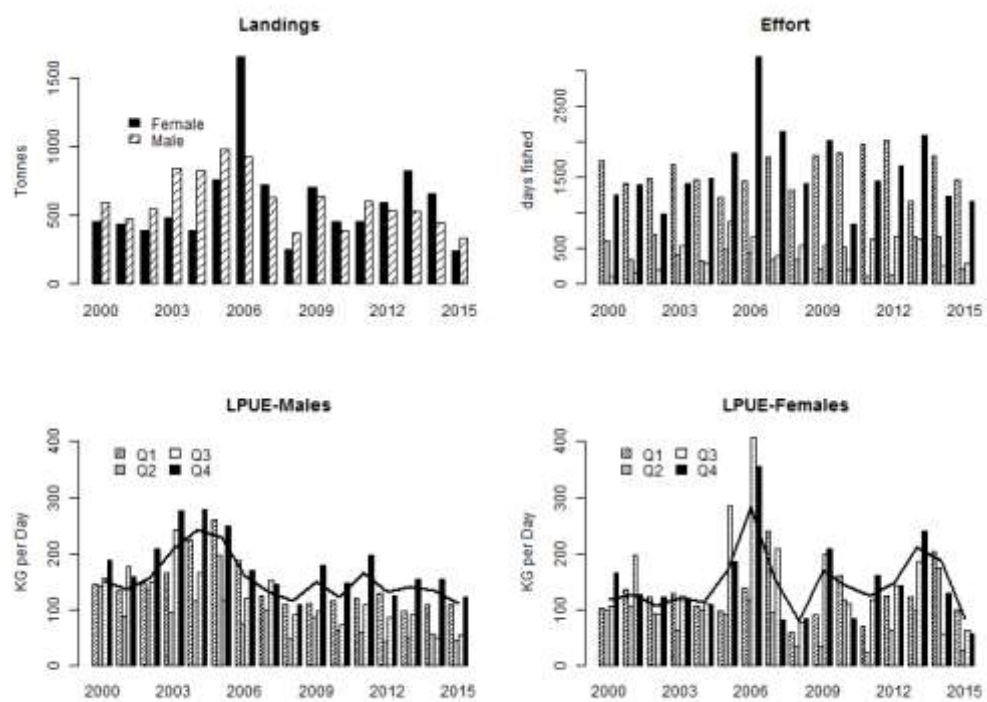 Landings
Tonnes
0 500 1000 1500
Female
Male
2000 2003 2006 2009 2012 2015
Effort
days fished
0 500 1500 2500
2000 2003 2006 2009 2012 2015
LPUE-Males
KG per Day
0 100 200 300 400
Q1 Q3
Q2 Q4
2000 2003 2006 2009 2012 2015
LPUE-Females
KG per Day
0 100 200 300 400
Q1 Q3
Q2 Q4
2000 2003 2006 2009 2012 2015